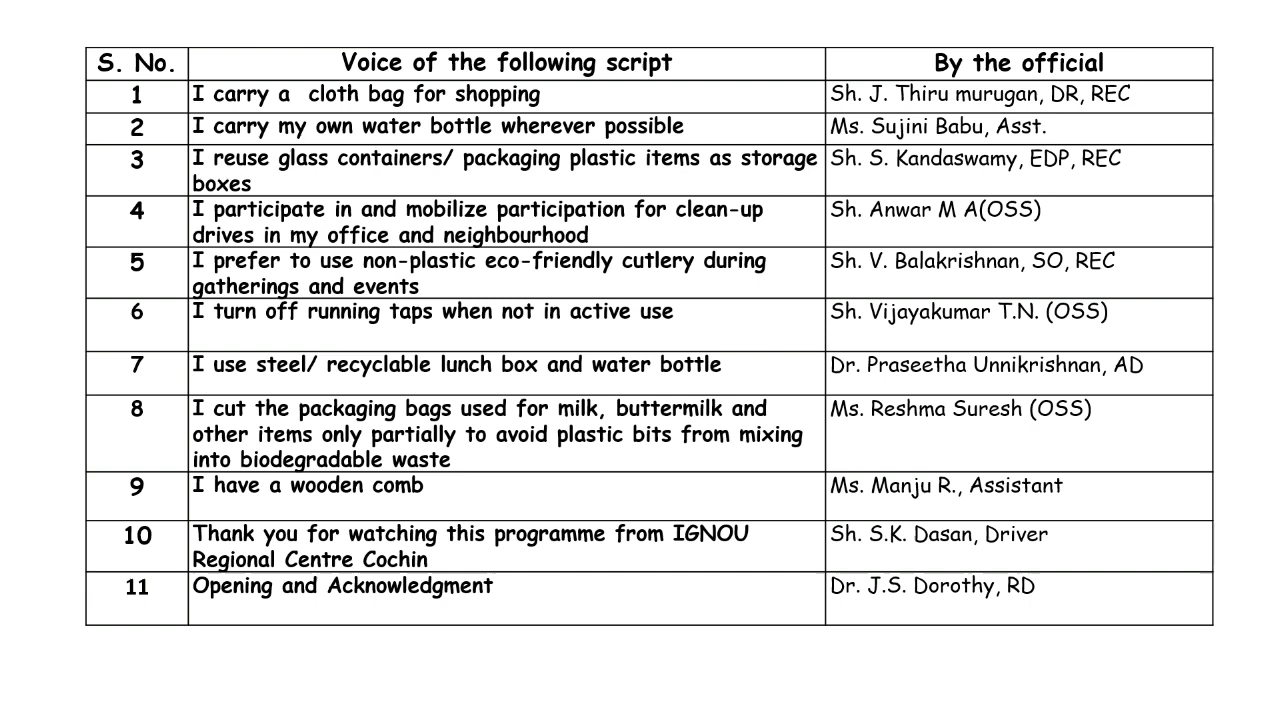 S. No. Voice of the following script By the official
1 I carry a cloth bag for shopping Sh. J. Thiru murugan, DR, REC
2 I carry my own water bottle wherever possible Ms. Sujini Babu, Asst.
3 I reuse glass containers/ packaging plastic items as storage Sh. S. Kandaswamy, EDP, REC
boxes
4 I participate in and mobilize participation for clean-up Sh. Anwar M A(OSS)
drives in my office and neighbourhood
5 I prefer to use non-plastic eco-friendly cutlery during Sh. V. Balakrishnan, SO, REC
gatherings and events
6 I turn off running taps when not in active use Sh. Vijayakumar T.N. (OSS)
7 I use steel/ recyclable lunch box and water bottle Dr. Praseetha Unnikrishnan, AD
8 I cut the packaging bags used for milk, buttermilk and Ms. Reshma Suresh (OSS)
other items only partially to avoid plastic bits from mixing
into biodegradable waste
9 I have a wooden comb Ms. Manju R., Assistant
10 Thank you for watching this programme from IGNOU Sh. S.K. Dasan, Driver
Regional Centre Cochin
11 Opening and Acknowledgment Dr. J.S. Dorothy, RD